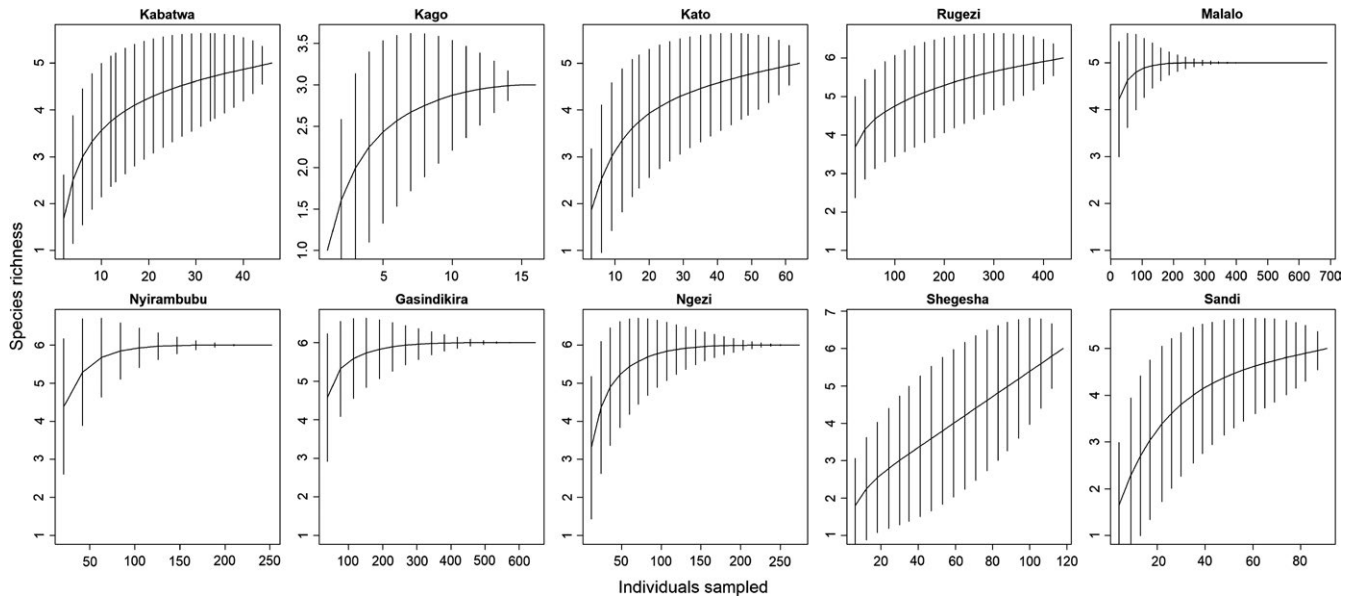 Kabatwa Kago Kato Rugezi Malalo
5 4 3 2 1
3.5 3.0 2.5 2.0 1.5 1.0
5 4 3 2 1
6 5 4 3 2 1
5 4 3 2 1
10 20 30 40
5 10 15
10 20 30 40 50 60
100 200 300 400
0 100 200 300 400 500 600 700
Species richness
Nyirambubu Gasindikira Ngezi Shegesha Sandi
6 5 4 3 2 1
6 5 4 3 2 1
6 5 4 3 2 1
7 6 5 4 3 2 1
5 4 3 2 1
50 100 150 200 250
100 200 300 400 500 600
50 100 150 200 250
20 40 60 80 100 120
20 40 60 80
Individuals sampled